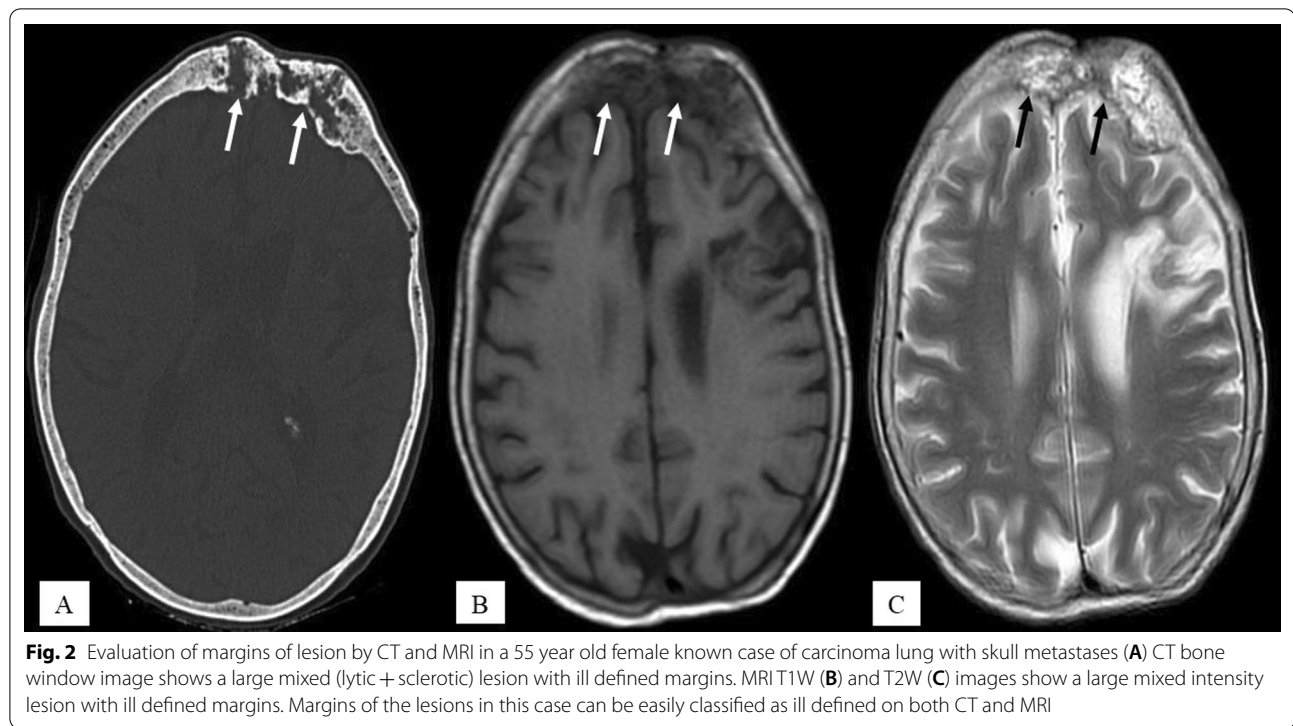 A
B
C
Fig. 2 Evaluation of margins of lesion by CT and MRI in a 55 year old female known case of carcinoma lung with skull metastases (A) CT bone
window image shows a large mixed (lytic + sclerotic) lesion with ill defined margins. MRI T1W (B) and T2W (C) images show a large mixed intensity
lesion with ill defined margins. Margins of the lesions in this case can be easily classified as ill defined on both CT and MRI